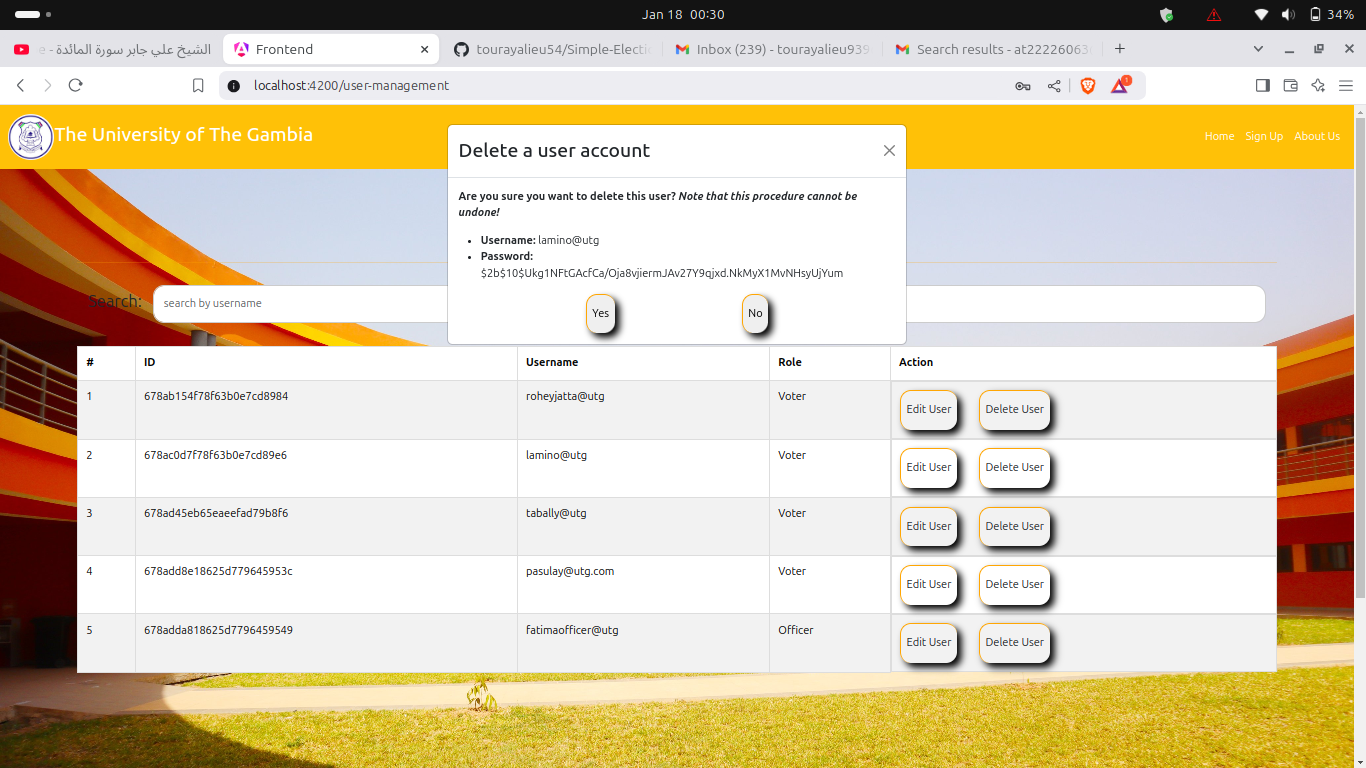 Jan 18 00:30
34%
الشيخ علي جابر سورة المائدة - e
Frontend
tourayalieu54/Simple-Electi
Inbox (239) - tourayalieu939
Search results - at22226063
localhost:4200/user-management
1
The University of The Gambia
Home Sign Up About Us
Delete a user account
Are you sure you want to delete this user? Note that this procedure cannot be
undone!
Username: lamino@utg
Password:
$2b$10$Ukg1NFtGAcfCa/Oja8vjiermJAv27Y9qjxd.NkMyX1MvNHsyUjYum
Yes No
Search: search by username
# ID Username Role Action
1 678ab154f78f63b0e7cd8984 roheyjatta@utg Voter Edit User Delete User
2 678ac0d7f78f63b0e7cd89e6 lamino@utg Voter Edit User Delete User
3 678ad45eb65eaeefad79b8f6 tabally@utg Voter Edit User Delete User
4 678add8e18625d779645953c pasulay@utg.com Voter Edit User Delete User
5 678adda818625d7796459549 fatimaofficer@utg Officer Edit User Delete User